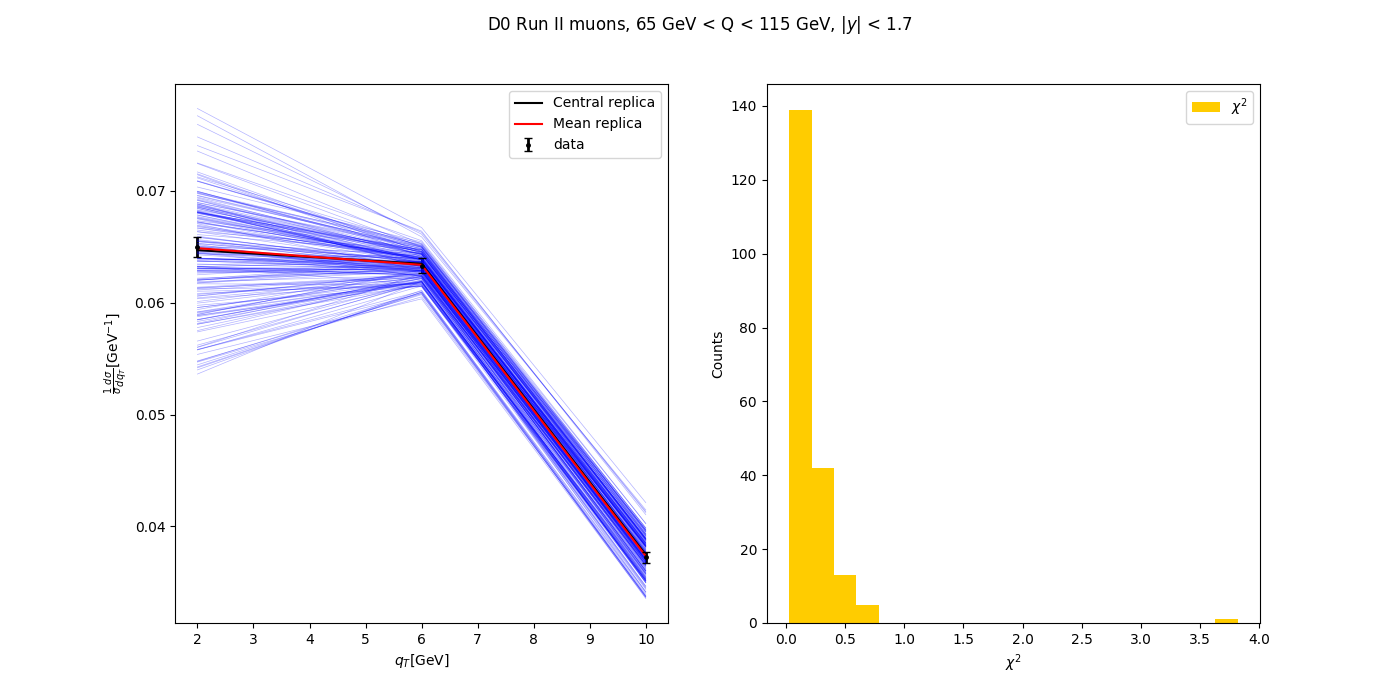 D0 Run II muons, 65 GeV < Q < 115 GeV, |y| < 1.7
Central replica
Mean replica
data
0.07
0.06
0.05
0.04
1/σ dσ/dq_T [GeV⁻¹]
2 3 4 5 6 7 8 9 10
q_T[GeV]
χ²
140
120
100
80
60
40
20
0
Counts
0.0 0.5 1.0 1.5 2.0 2.5 3.0 3.5 4.0
χ²